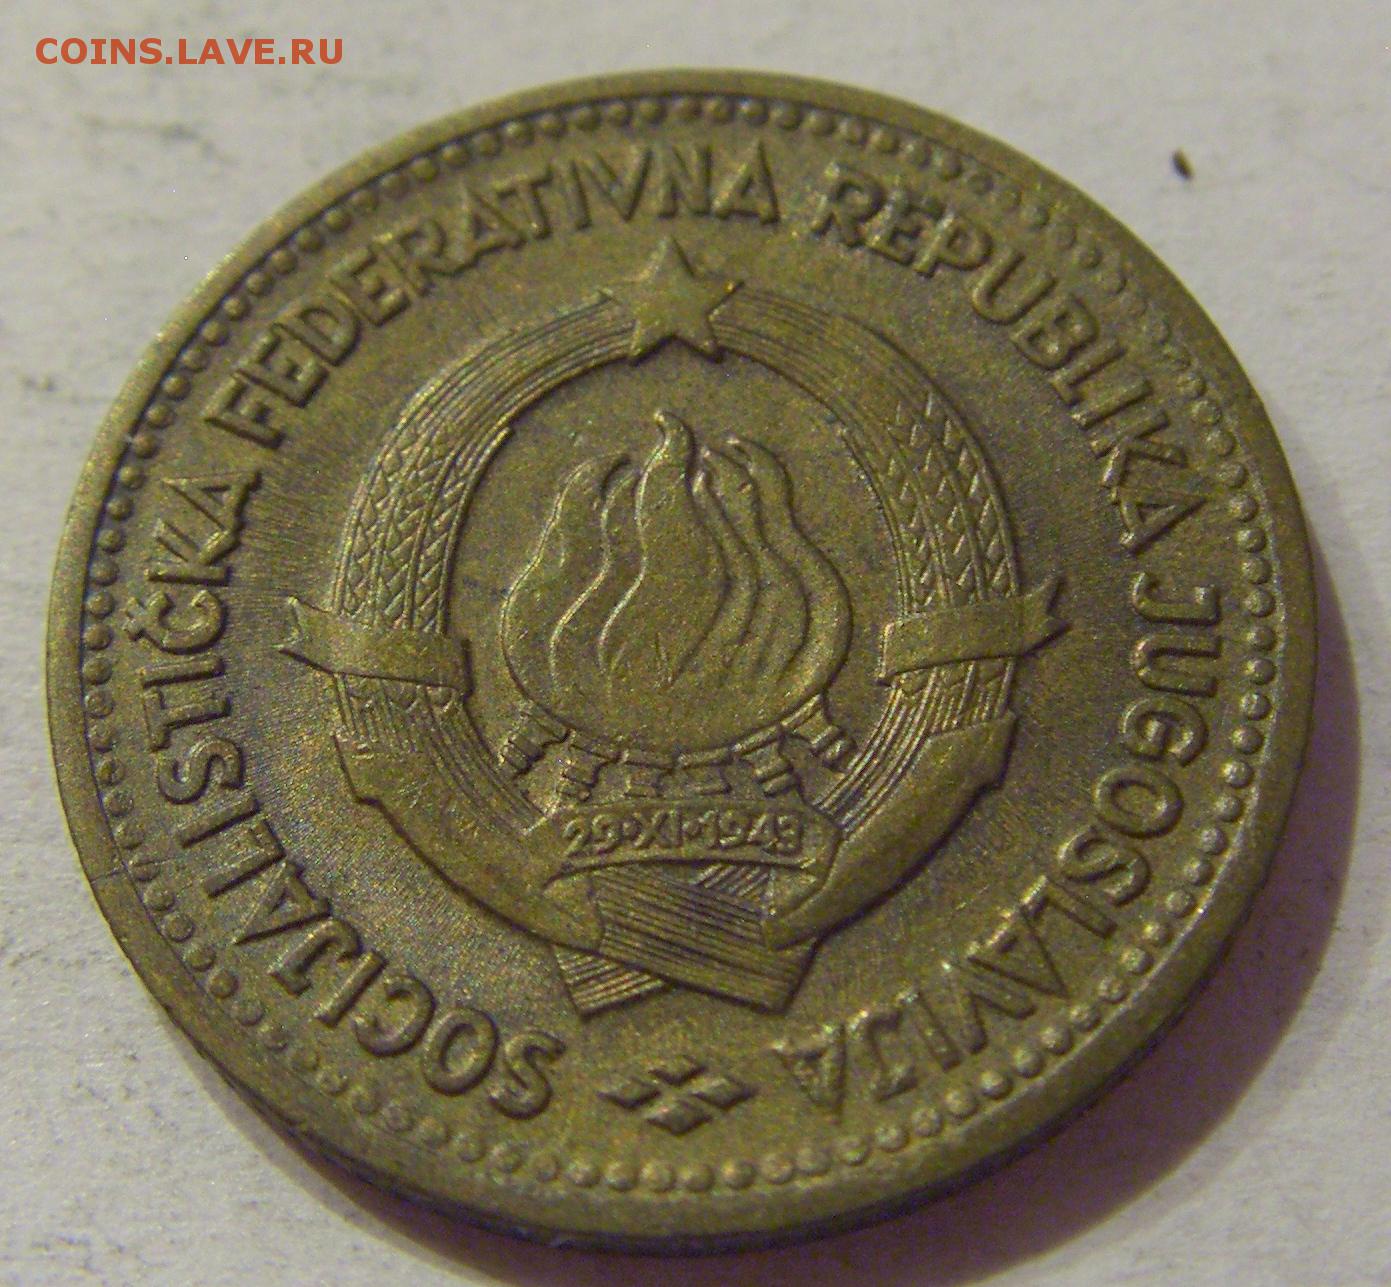 COINS.LAVE.RU
SOCIJALISTIČKA FEDERATIVNA REPUBLIKA JUGOSLAVIJA
29•XI•1943